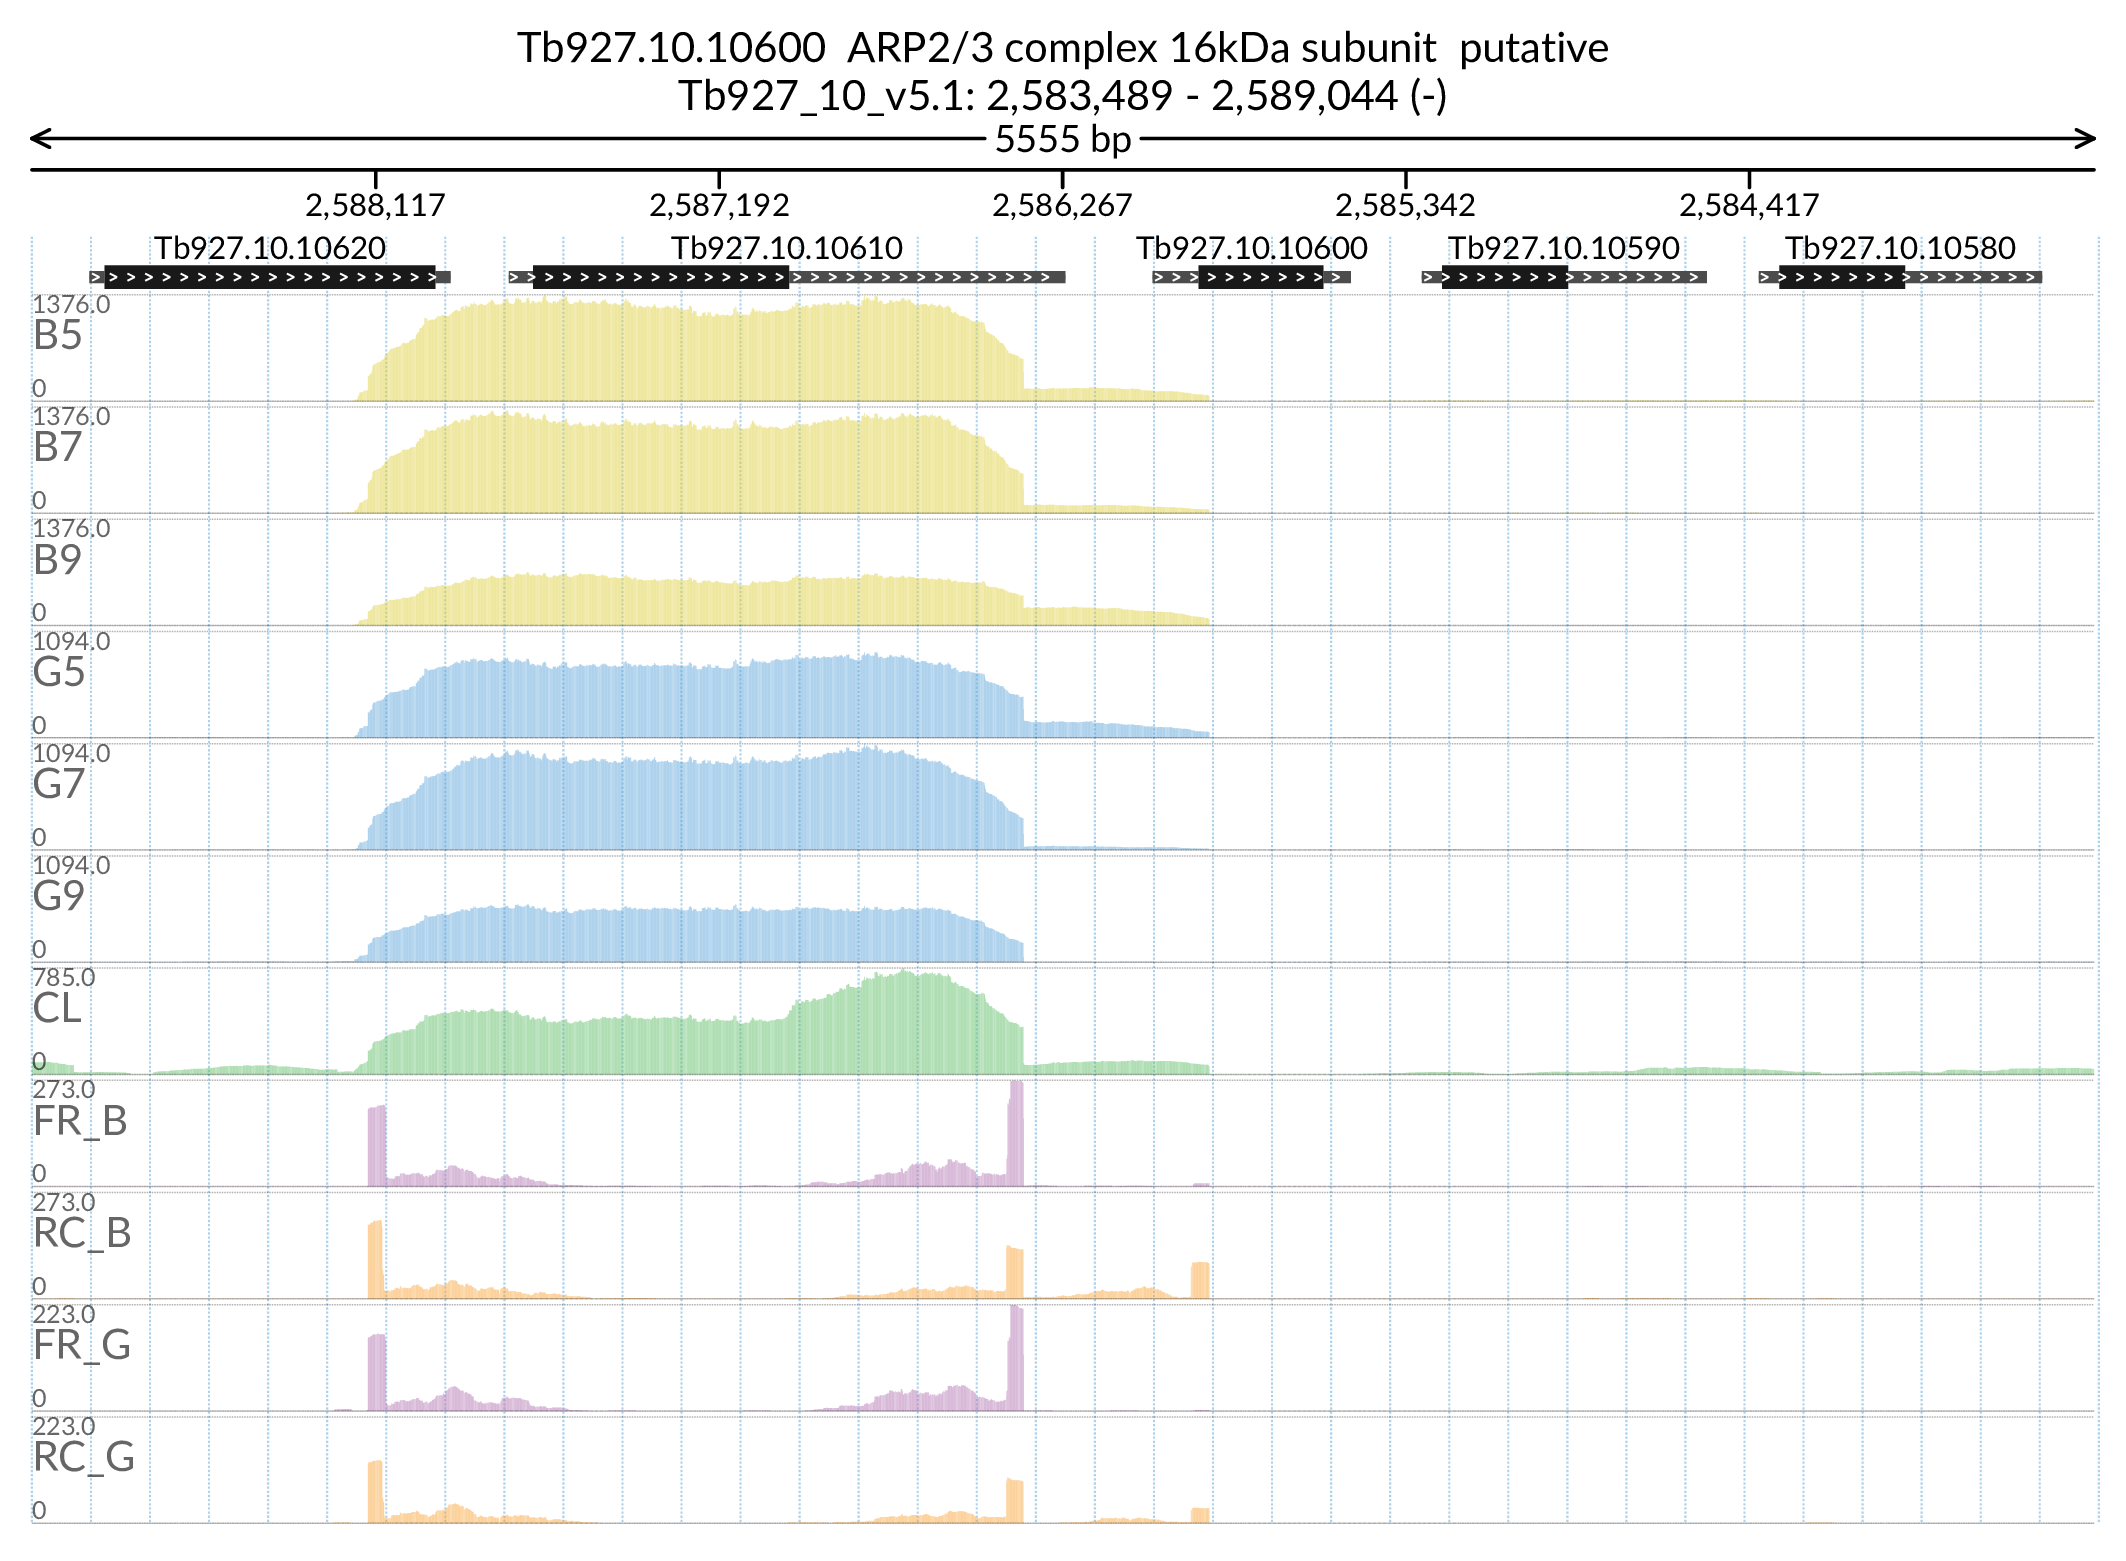 Tb927.10.10600  ARP2/3 complex 16kDa subunit  putative
Tb927_10_v5.1: 2,583,489 - 2,589,044 (-)
5555 bp
2,588,117 2,587,192 2,586,267 2,585,342 2,584,417
Tb927.10.10620 Tb927.10.10610 Tb927.10.10600 Tb927.10.10590 Tb927.10.10580
1376.0
B5
0
1376.0
B7
0
1376.0
B9
0
1094.0
G5
0
1094.0
G7
0
1094.0
G9
0
785.0
CL
0
273.0
FR_B
0
273.0
RC_B
0
223.0
FR_G
0
223.0
RC_G
0